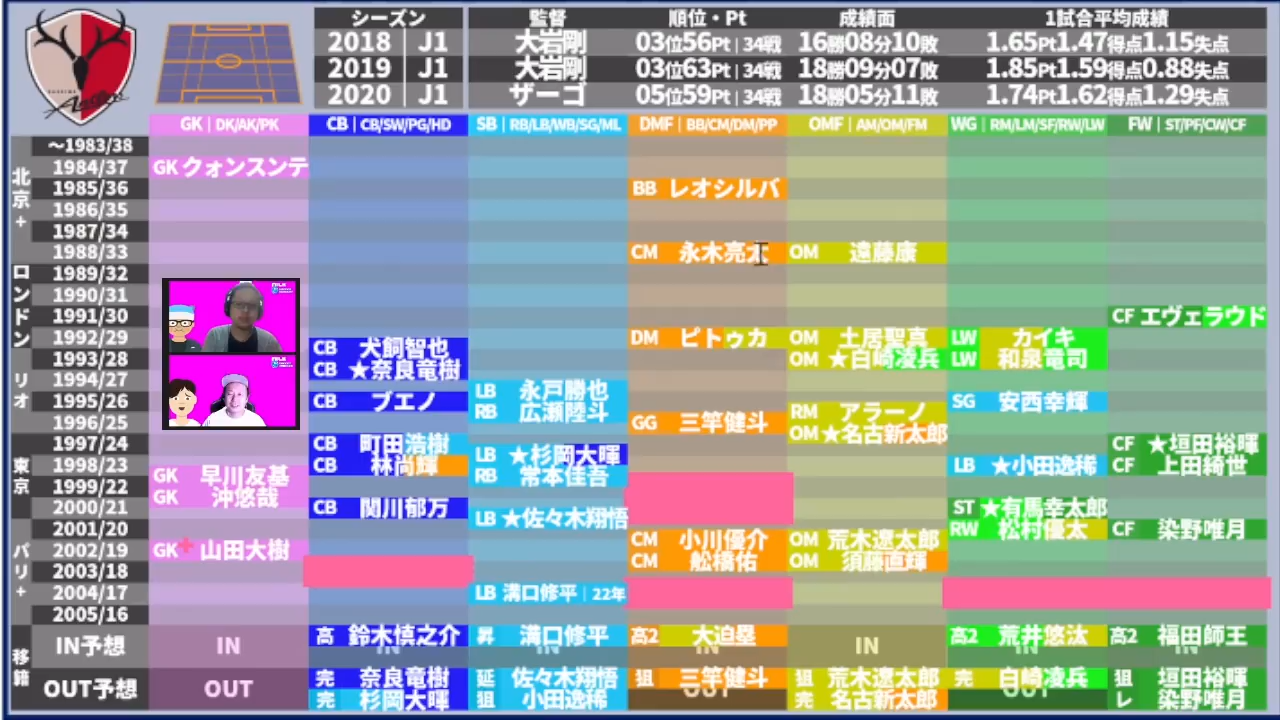 シーズン 監督 順位・Pt 成績面 1試合平均成績
2018 J1 大岩剛 03位56Pt | 34戦 16勝08分10敗 1.65Pt1.47得点1.15失点
2019 J1 大岩剛 03位63Pt | 34戦 18勝09分07敗 1.85Pt1.59得点0.88失点
2020 J1 ザーゴ 05位59Pt | 34戦 18勝05分11敗 1.74Pt1.62得点1.29失点
GK | DK/AK/PK CB | CB/SW/PG/HD SB | RB/LB/WB/SG/ML DMF | BB/CM/DM/PP OMF | AM/OM/FM WG | RM/LM/SF/RW/LW FW | ST/PF/CW/CF
北京+
〜1983/38
1984/37 GK クォンスンテ
1985/36 BB レオシルバ
1986/35
1987/34
1988/33 CM 永木亮太 OM 遠藤康
ロンドン
1989/32
1990/31
1991/30 CF エヴェラウド
1992/29 CB 犬飼智也 DM ピトゥカ OM 土居聖真 LW カイキ
1993/28 CB ★奈良竜樹 OM ★白崎凌兵 LW 和泉竜司
リオ
1994/27 LB 永戸勝也
1995/26 CB ブエノ RB 広瀬陸斗 SG 安西幸輝
1996/25 GG 三竿健斗 RM アラーノ OM ★名古新太郎
東京
1997/24 CB 町田浩樹 LB ★杉岡大暉 CF ★垣田裕暉
1998/23 CB 林尚輝 RB 常本佳吾 LB ★小田逸稀 CF 上田綺世
1999/22 GK 早川友基 GK 沖悠哉
2000/21 CB 関川郁万 LB ★佐々木翔悟 ST ★有馬幸太郎
パリ+
2001/20 CM 小川優介 OM 荒木遼太郎 RW 松村優太 CF 染野唯月
2002/19 GK 山田大樹 CM 舩橋佑 OM 須藤直輝
2003/18
2004/17 LB 溝口修平 | 22年
2005/16
移籍
IN予想 IN 高 鈴木慎之介 昇 溝口修平 高2 大迫塁 IN 高2 荒井悠汰 高2 福田師王
OUT予想 OUT 完 奈良竜樹 延 佐々木翔悟 狙 三竿健斗 狙 荒木遼太郎 完 白崎凌兵 狙 垣田裕暉
完 杉岡大暉 狙 小田逸稀 完 名古新太郎 レ 染野唯月